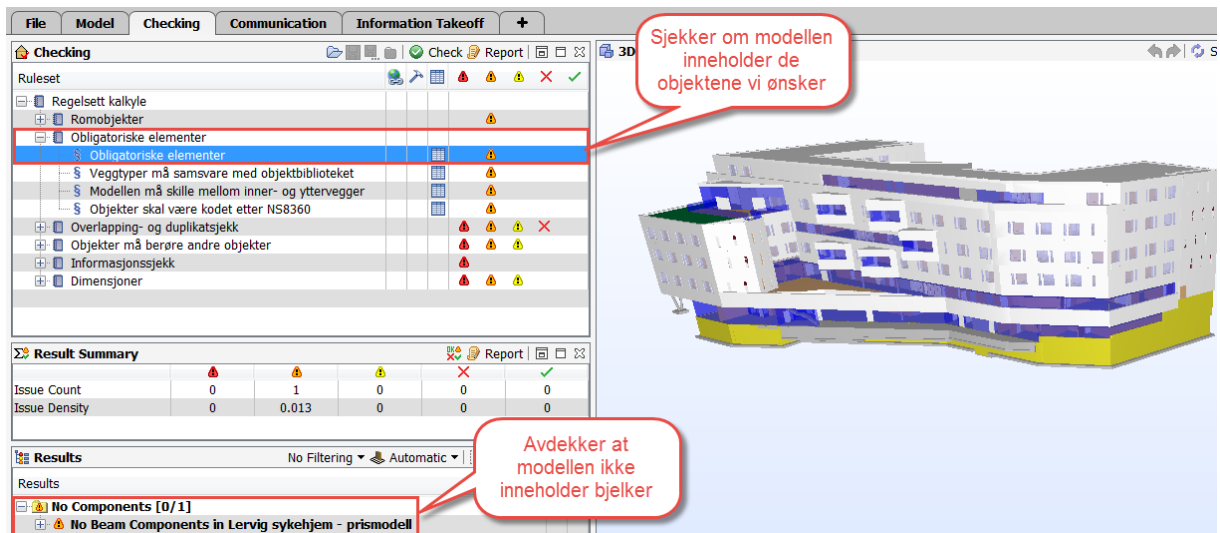 File Model Checking Communication Information Takeoff +
Checking Check Report
Ruleset
Regelsett kalkyle
Romobjekter
Obligatoriske elementer
§ Obligatoriske elementer
§ Veggtyper må samsvare med objektbiblioteket
§ Modellen må skille mellom inner- og yttervegger
§ Objekter skal være kodet etter NS8360
Overlapping- og duplikatsjekk
Objekter må berøre andre objekter
Informasjonssjekk
Dimensjoner
Result Summary Report
Issue Count 0 1 0 0 0
Issue Density 0 0.013 0 0 0
Results No Filtering Automatic
Results
No Components [0/1]
No Beam Components in Lervig sykehjem - prismodell
3D
Sjekker om modellen
inneholder de
objektene vi ønsker
Avdekker at
modellen ikke
inneholder bjelker